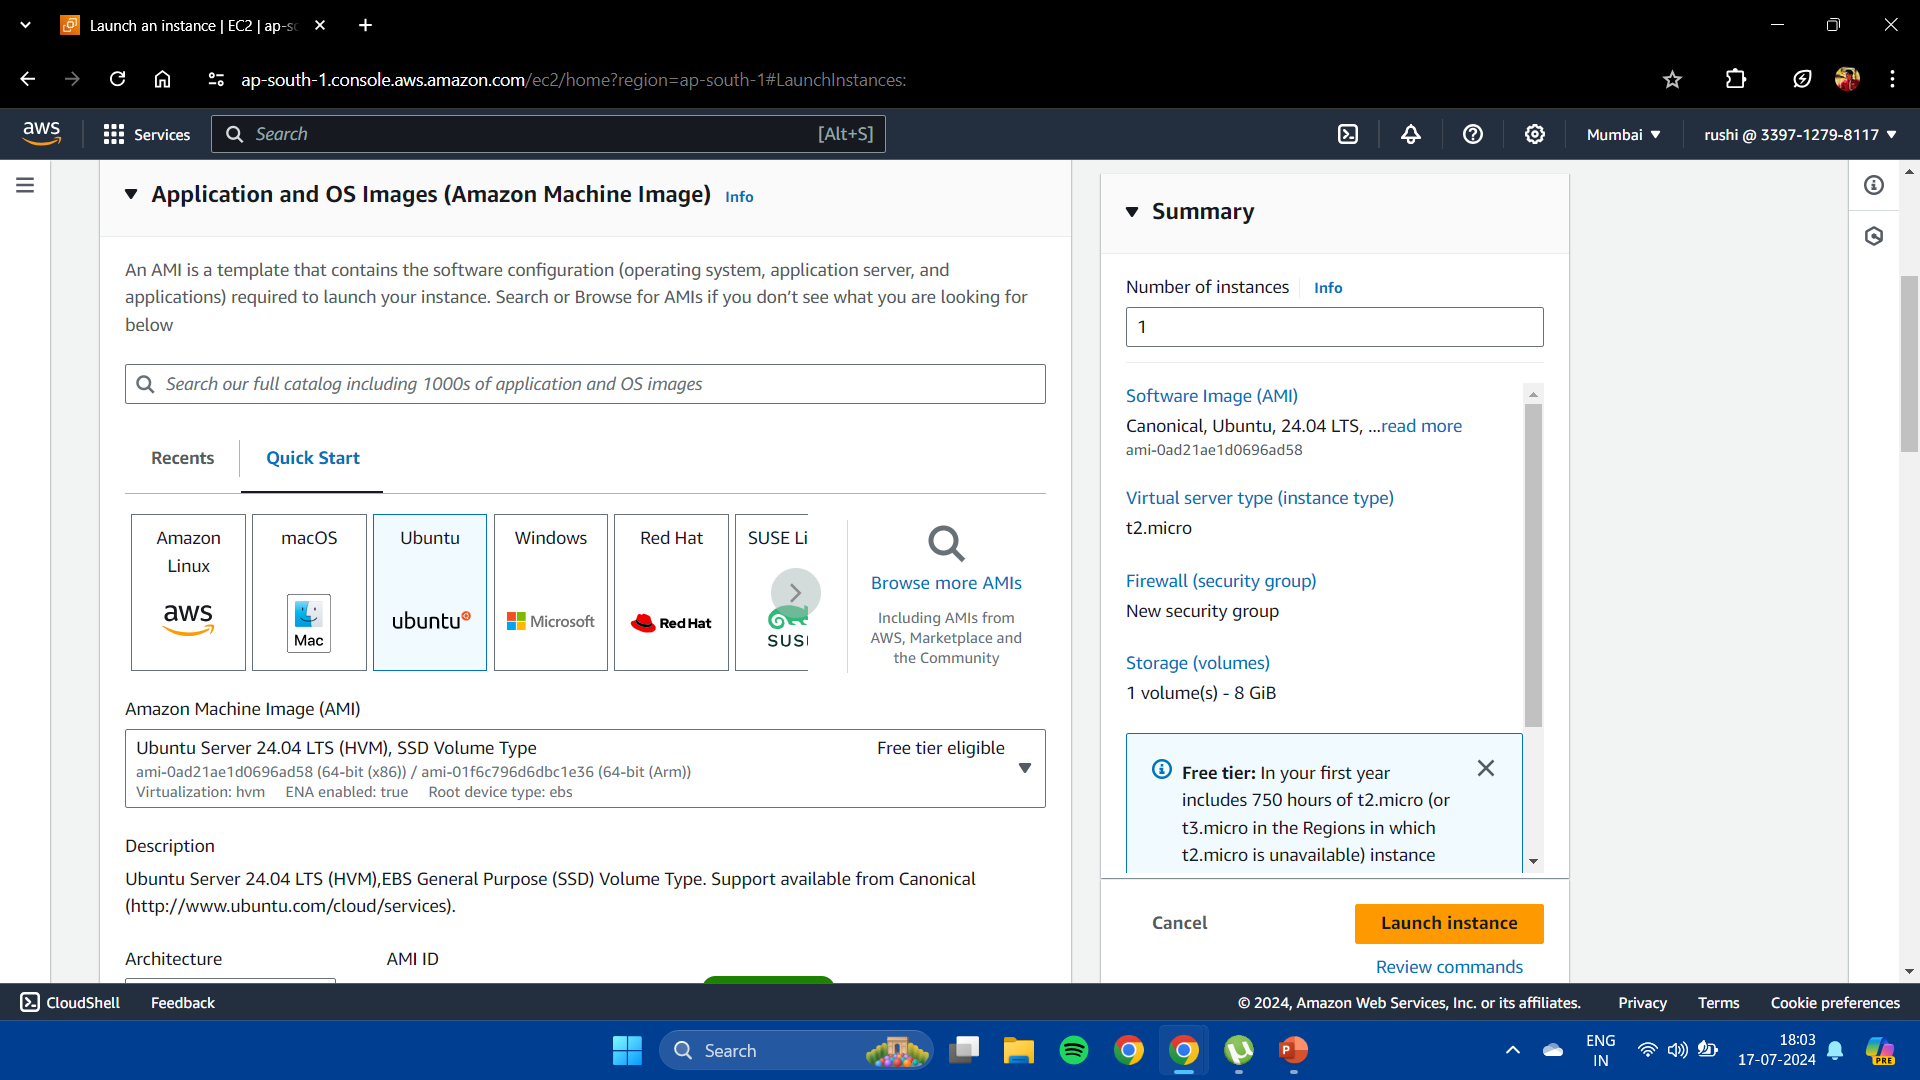 Launch an instance | EC2 | ap-so
ap-south-1.console.aws.amazon.com/ec2/home?region=ap-south-1#LaunchInstances:
aws
Services
Search
[Alt+S]
Mumbai
rushi @ 3397-1279-8117
Application and OS Images (Amazon Machine Image) Info
An AMI is a template that contains the software configuration (operating system, application server, and
applications) required to launch your instance. Search or Browse for AMIs if you don’t see what you are looking for
below
Search our full catalog including 1000s of application and OS images
Recents
Quick Start
Amazon
Linux
aws
macOS
Mac
Ubuntu
ubuntu
Windows
Microsoft
Red Hat
Red Hat
SUSE Li
SUS
Browse more AMIs
Including AMIs from
AWS, Marketplace and
the Community
Amazon Machine Image (AMI)
Ubuntu Server 24.04 LTS (HVM), SSD Volume Type
Free tier eligible
ami-0ad21ae1d0696ad58 (64-bit (x86)) / ami-01f6c796d6dbc1e36 (64-bit (Arm))
Virtualization: hvm ENA enabled: true Root device type: ebs
Description
Ubuntu Server 24.04 LTS (HVM),EBS General Purpose (SSD) Volume Type. Support available from Canonical
(http://www.ubuntu.com/cloud/services).
Architecture
AMI ID
Summary
Number of instances Info
1
Software Image (AMI)
Canonical, Ubuntu, 24.04 LTS, ...read more
ami-0ad21ae1d0696ad58
Virtual server type (instance type)
t2.micro
Firewall (security group)
New security group
Storage (volumes)
1 volume(s) - 8 GiB
Free tier: In your first year
includes 750 hours of t2.micro (or
t3.micro in the Regions in which
t2.micro is unavailable) instance
Cancel
Launch instance
Review commands
CloudShell
Feedback
© 2024, Amazon Web Services, Inc. or its affiliates.
Privacy
Terms
Cookie preferences
Search
P
ENG
IN
18:03
17-07-2024
PRE